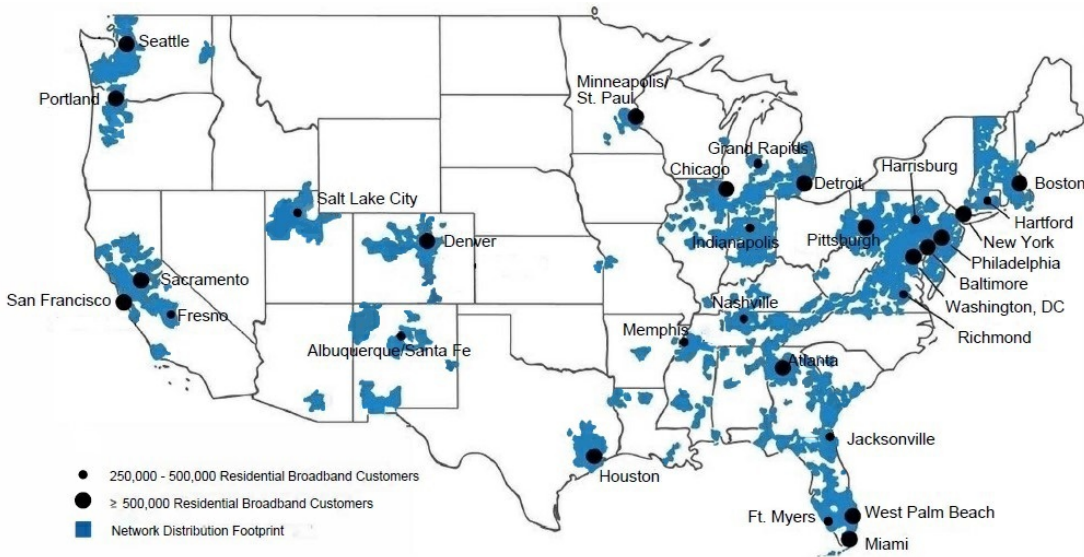 Seattle
Portland
Minneapolis/
St. Paul
Grand Rapids
Chicago
Detroit
Harrisburg
Boston
Hartford
New York
Salt Lake City
Denver
Indianapolis
Pittsburgh
Philadelphia
Baltimore
Washington, DC
Richmond
Sacramento
San Francisco
Fresno
Nashville
Memphis
Albuquerque/Santa Fe
Atlanta
Jacksonville
Houston
Ft. Myers
West Palm Beach
Miami
250,000 - 500,000 Residential Broadband Customers
≥ 500,000 Residential Broadband Customers
Network Distribution Footprint